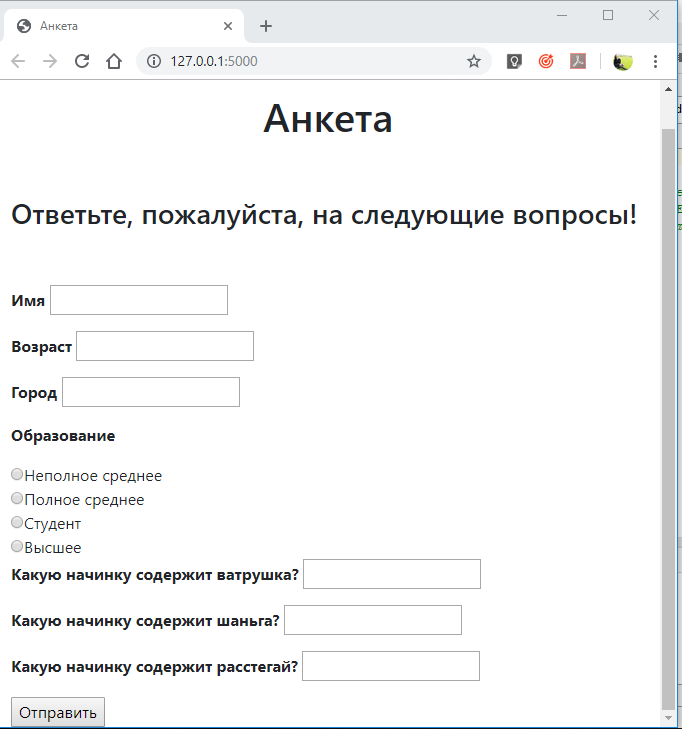 Анкета
127.0.0.1:5000
Анкета
Ответьте, пожалуйста, на следующие вопросы!
Имя
Возраст
Город
Образование
Неполное среднее
Полное среднее
Студент
Высшее
Какую начинку содержит ватрушка?
Какую начинку содержит шаньга?
Какую начинку содержит расстегай?
Отправить